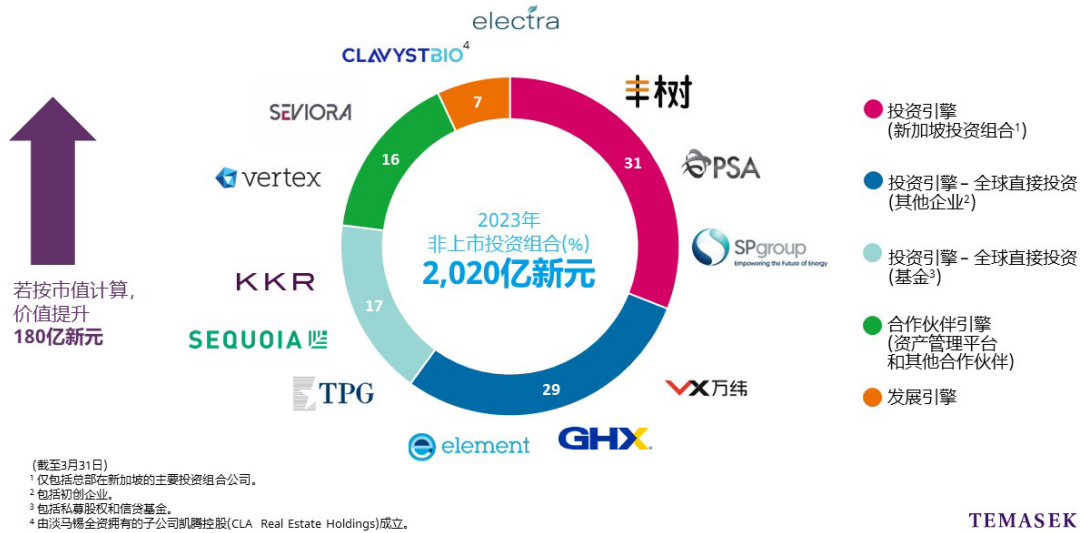 electra
CLAVYSTBIO⁴
SEVIORA
vertex
KKR
SEQUOIA
TPG
element
GHX
VX万纬
SPgroup
Empowering the Future of Energy
PSA
丰树
7
16
17
29
31
2023年
非上市投资组合(%)
2,020亿新元
若按市值计算，
价值提升
180亿新元
投资引擎
(新加坡投资组合¹)
投资引擎 – 全球直接投资
(其他企业²)
投资引擎 – 全球直接投资
(基金³)
合作伙伴引擎
(资产管理平台
和其他合作伙伴)
发展引擎
(截至3月31日)
¹ 仅包括总部在新加坡的主要投资组合公司。
² 包括初创企业。
³ 包括私募股权和信贷基金。
⁴ 由淡马锡全资拥有的子公司凯腾控股(CLA Real Estate Holdings)成立。
TEMASEK